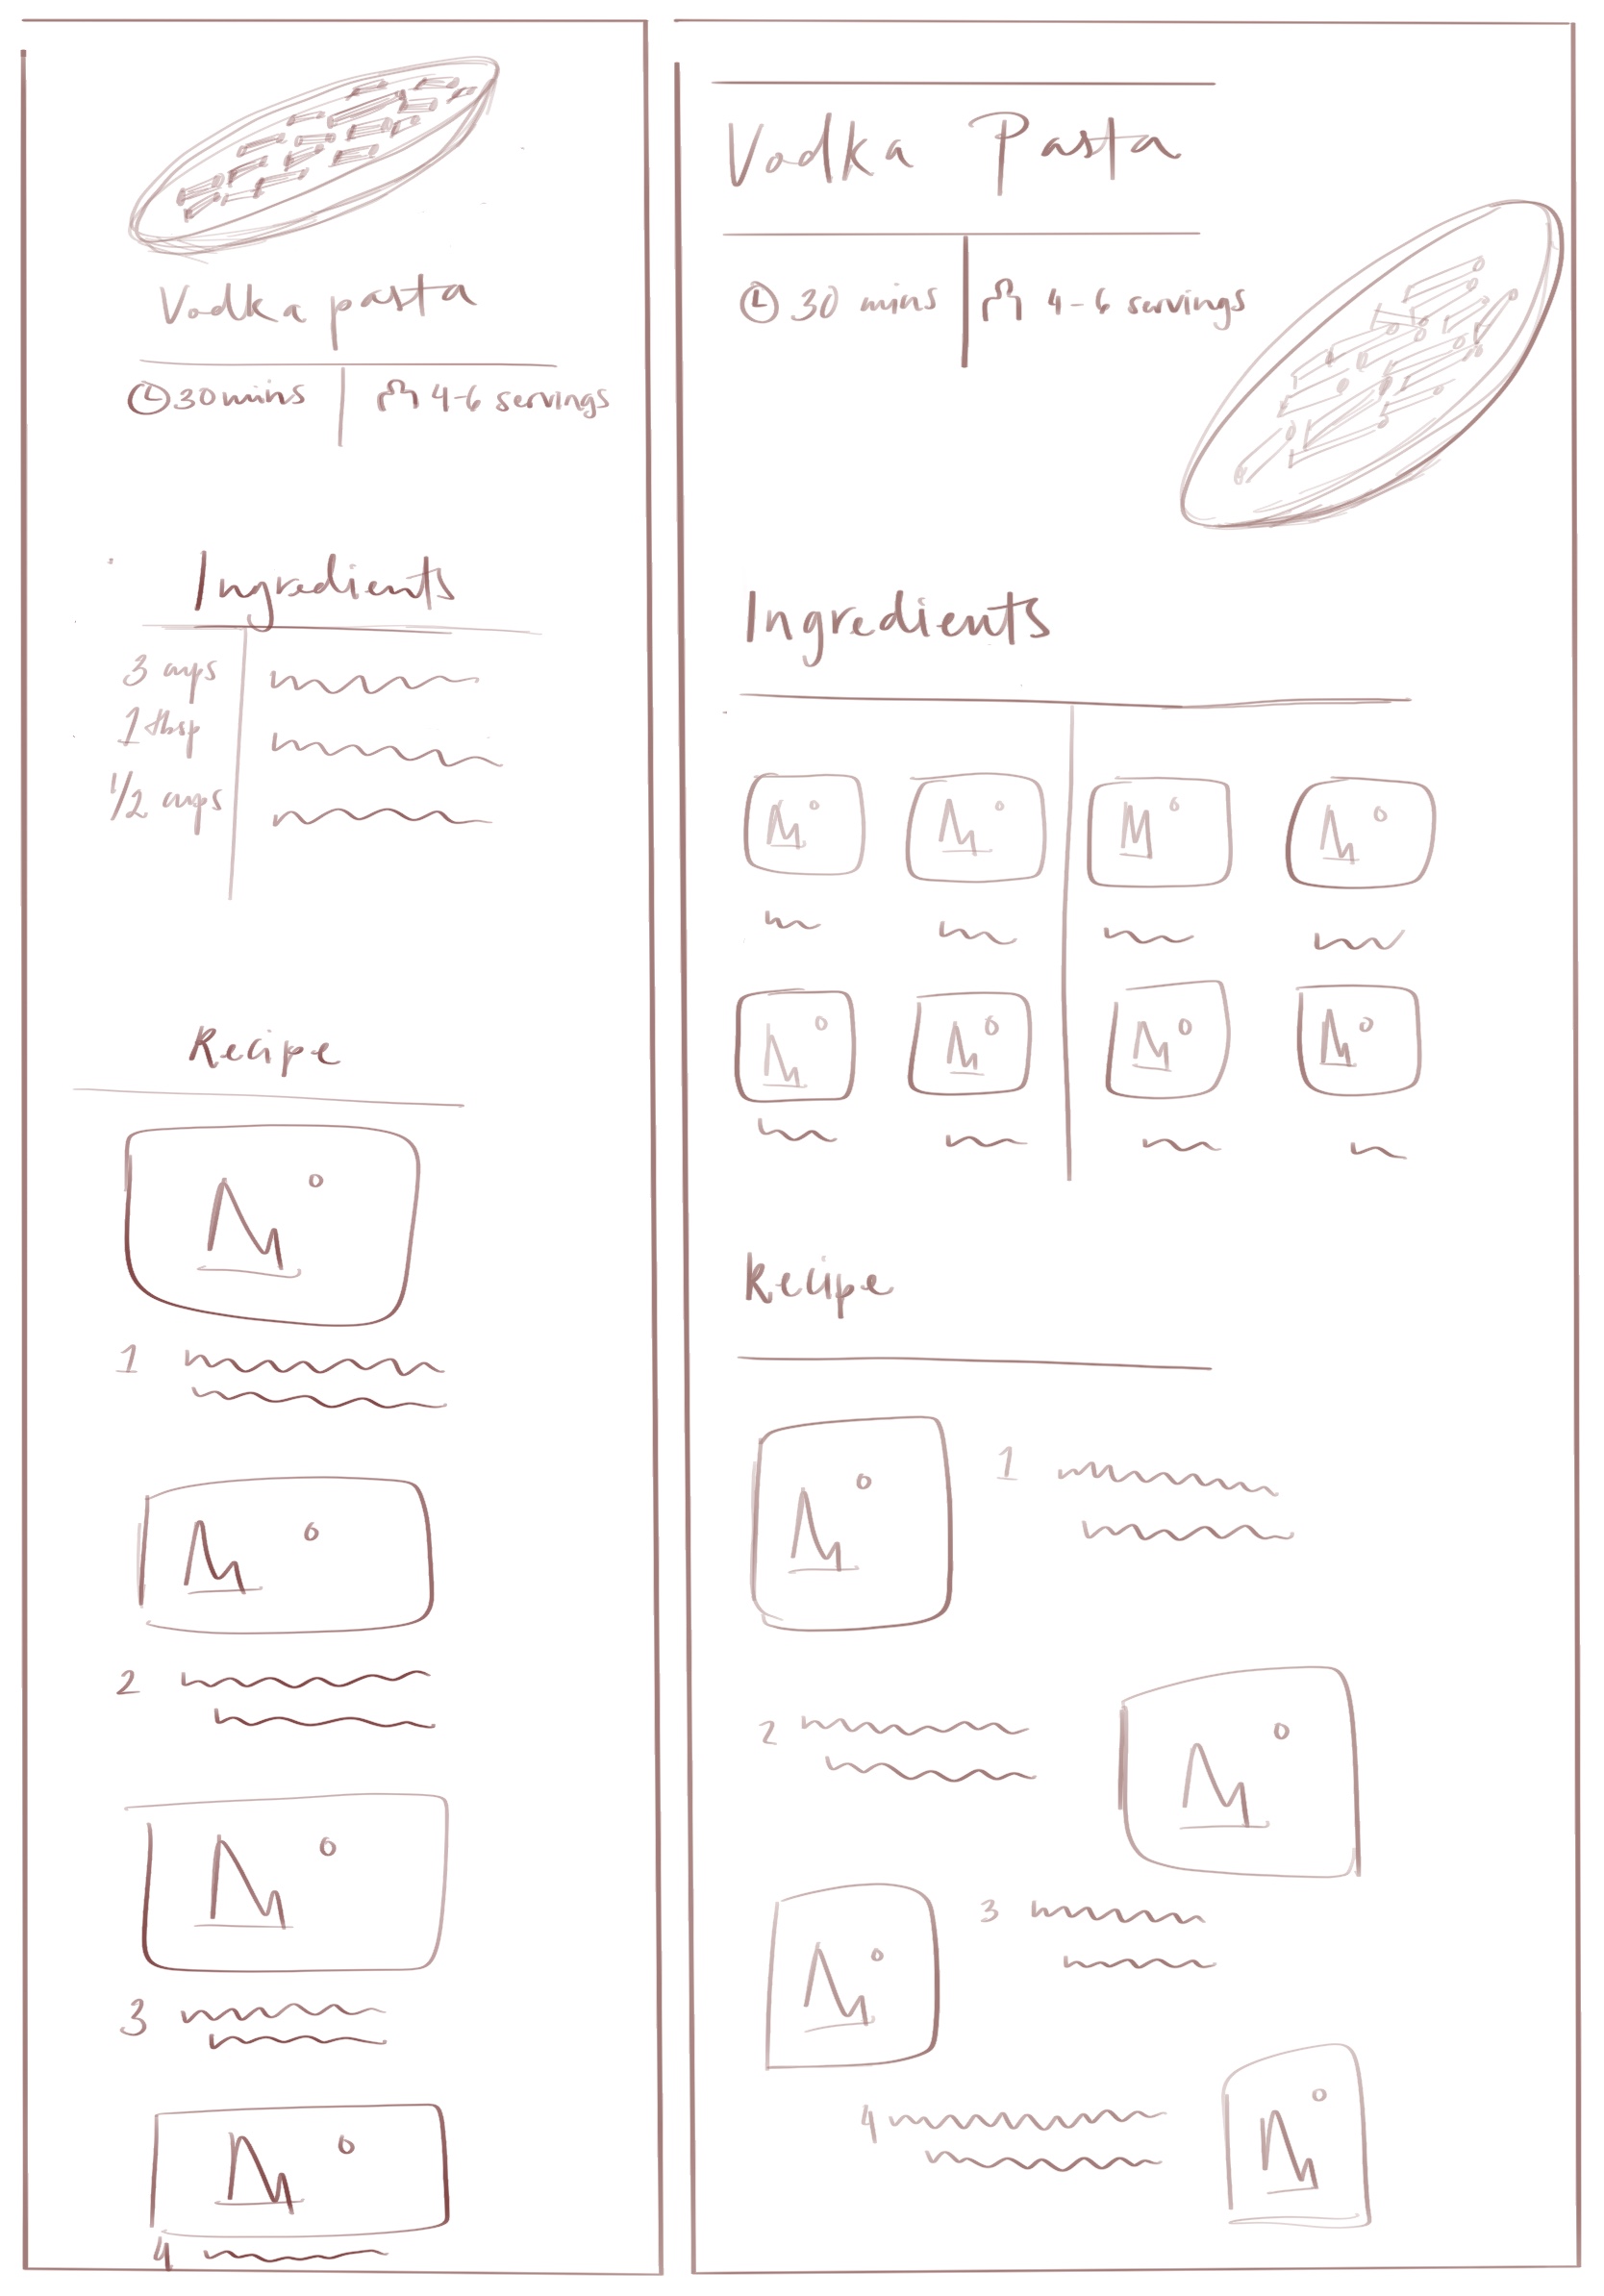 Vodka pasta
30 mins
4-6 servings
Ingredients
3 cups
1 tbsp
1/2 cups
Recipe
1
2
3
4
Vodka Pasta
30 mins
4-6 servings
Ingredients
Recipe
1
2
3
4